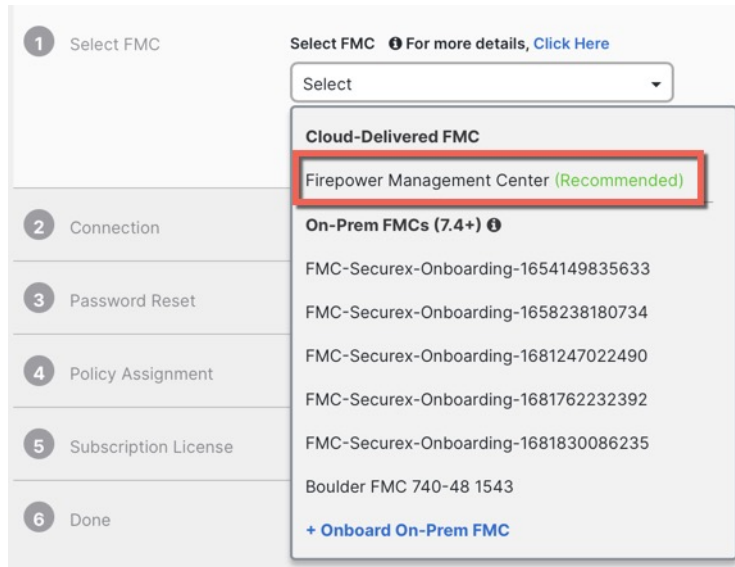 1 Select FMC
Select FMC i For more details, Click Here
Select
Cloud-Delivered FMC
Firepower Management Center (Recommended)
On-Prem FMCs (7.4+) i
FMC-Securex-Onboarding-1654149835633
FMC-Securex-Onboarding-1658238180734
FMC-Securex-Onboarding-1681247022490
FMC-Securex-Onboarding-1681762232392
FMC-Securex-Onboarding-1681830086235
Boulder FMC 740-48 1543
+ Onboard On-Prem FMC
2 Connection
3 Password Reset
4 Policy Assignment
5 Subscription License
6 Done